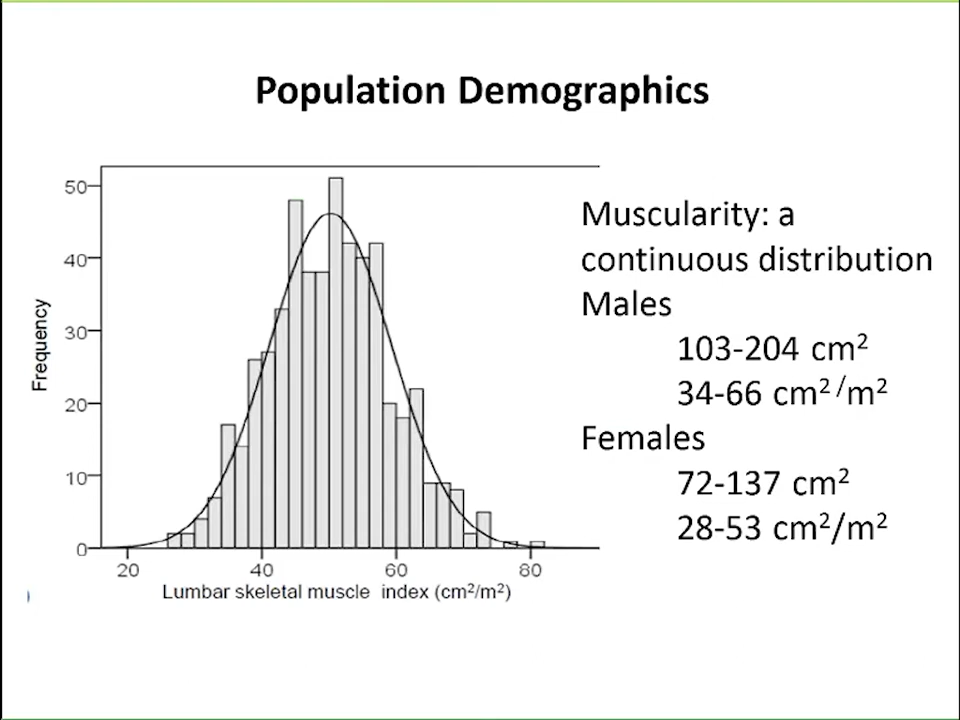 Population Demographics
50
40
30
20
10
0
Frequency
20 40 60 80
Lumbar skeletal muscle index (cm²/m²)
Muscularity: a
continuous distribution
Males
103-204 cm²
34-66 cm² /m²
Females
72-137 cm²
28-53 cm²/m²